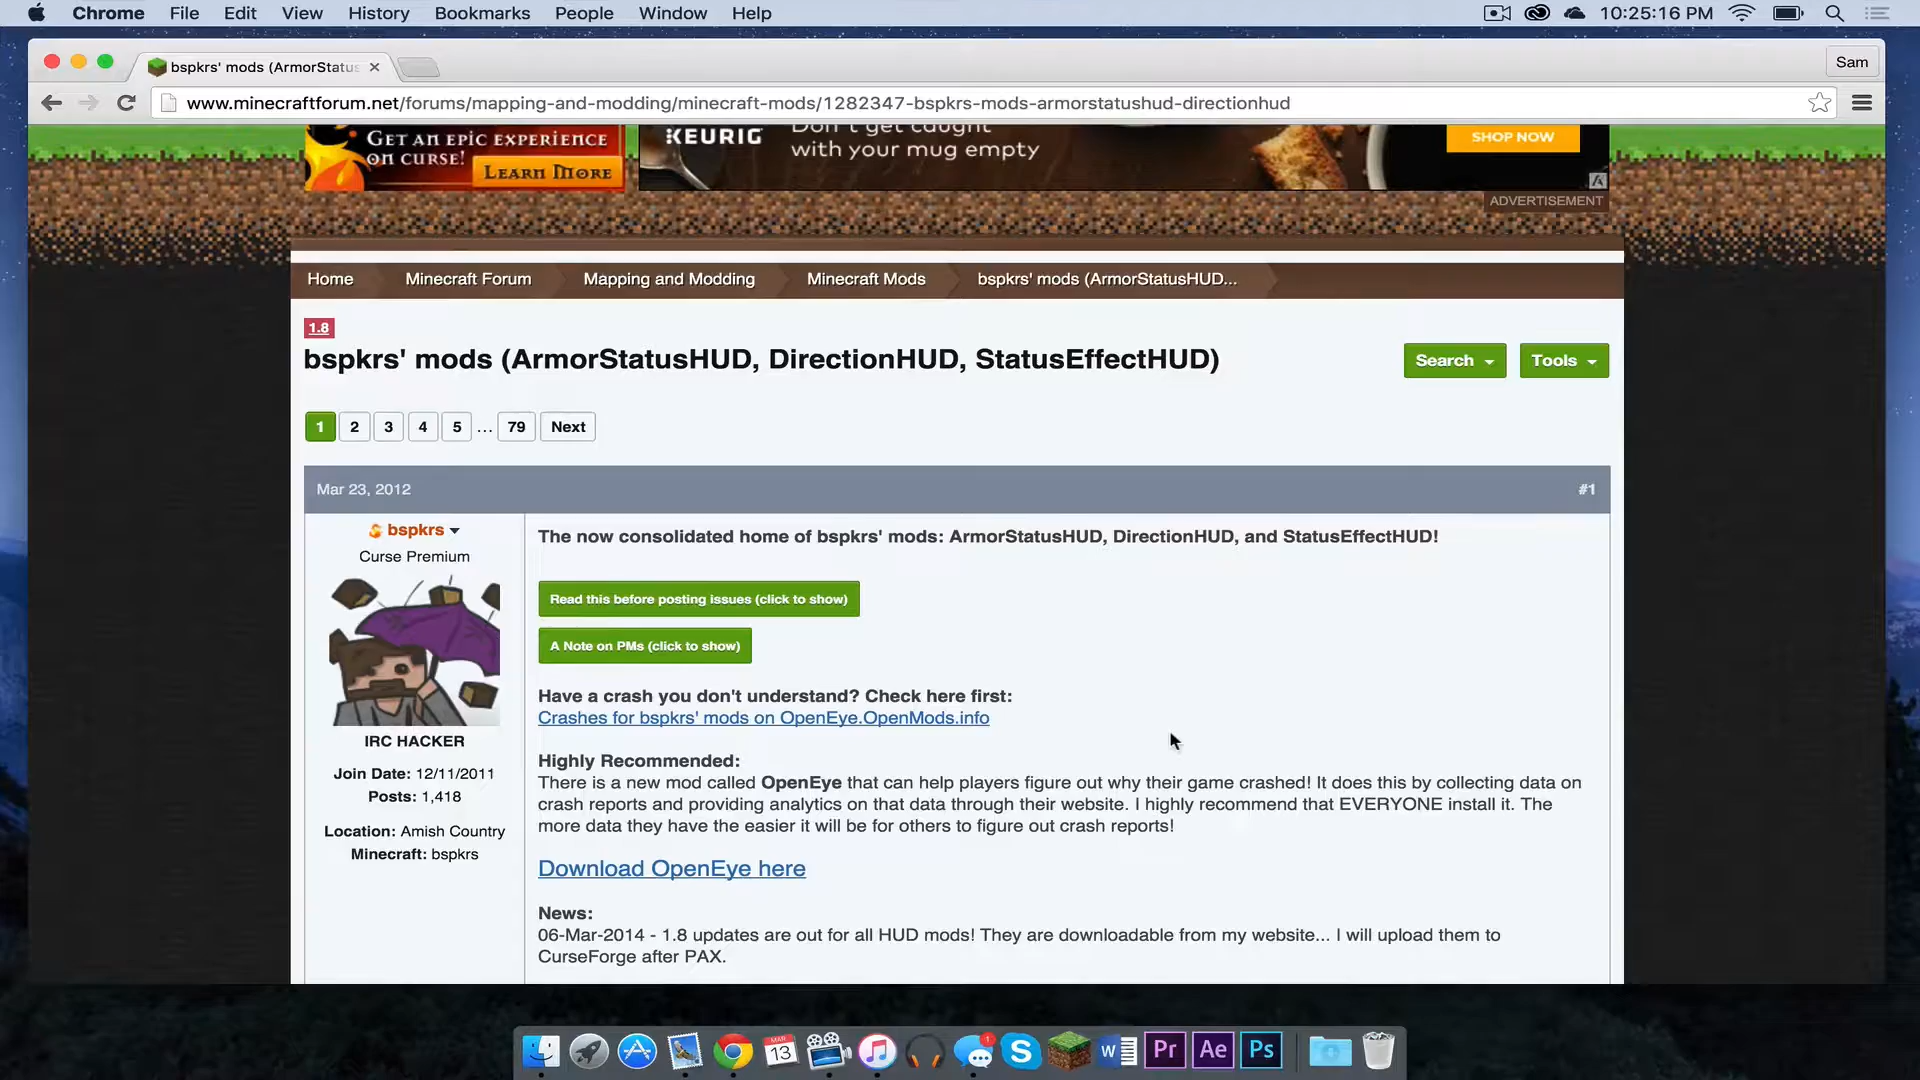 Chrome File Edit View History Bookmarks People Window Help 10:25:16 PM
bspkrs' mods (ArmorStatus Sam
www.minecraftforum.net/forums/mapping-and-modding/minecraft-mods/1282347-bspkrs-mods-armorstatushud-directionhud
GET AN EPIC EXPERIENCE
ON CURSE!
LEARN MORE
KEURIG
Don't get caught
with your mug empty
SHOP NOW
ADVERTISEMENT
Home Minecraft Forum Mapping and Modding Minecraft Mods bspkrs' mods (ArmorStatusHUD...
1.8
bspkrs' mods (ArmorStatusHUD, DirectionHUD, StatusEffectHUD)
Search Tools
1 2 3 4 5 ... 79 Next
Mar 23, 2012 #1
bspkrs
Curse Premium
IRC HACKER
Join Date: 12/11/2011
Posts: 1,418
Location: Amish Country
Minecraft: bspkrs
The now consolidated home of bspkrs' mods: ArmorStatusHUD, DirectionHUD, and StatusEffectHUD!
Read this before posting issues (click to show)
A Note on PMs (click to show)
Have a crash you don't understand? Check here first:
Crashes for bspkrs' mods on OpenEye.OpenMods.info
Highly Recommended:
There is a new mod called OpenEye that can help players figure out why their game crashed! It does this by collecting data on
crash reports and providing analytics on that data through their website. I highly recommend that EVERYONE install it. The
more data they have the easier it will be for others to figure out crash reports!
Download OpenEye here
News:
06-Mar-2014 - 1.8 updates are out for all HUD mods! They are downloadable from my website... I will upload them to
CurseForge after PAX.
MAR
13
1
W
Pr
Ae
Ps